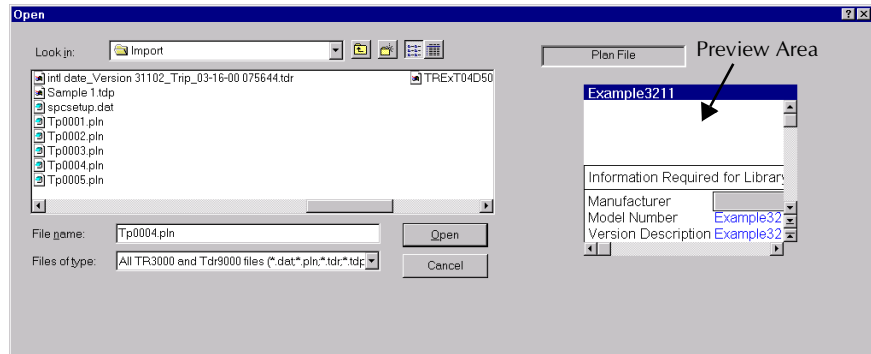 Open
Look in:
Import
Plan File
Preview Area
intl date_Version 31102_Trip_03-16-00 075644.tdr
TRExT04D50
Sample 1.tdp
spcsetup.dat
Tp0001.pln
Tp0002.pln
Tp0003.pln
Tp0004.pln
Tp0005.pln
Example3211
Information Required for Library
Manufacturer
Model Number Example32
Version Description Example32
File name:
Tp0004.pln
Open
Files of type:
All TR3000 and Tdr9000 files (*.dat;*.pln;*.tdr;*.tdp
Cancel